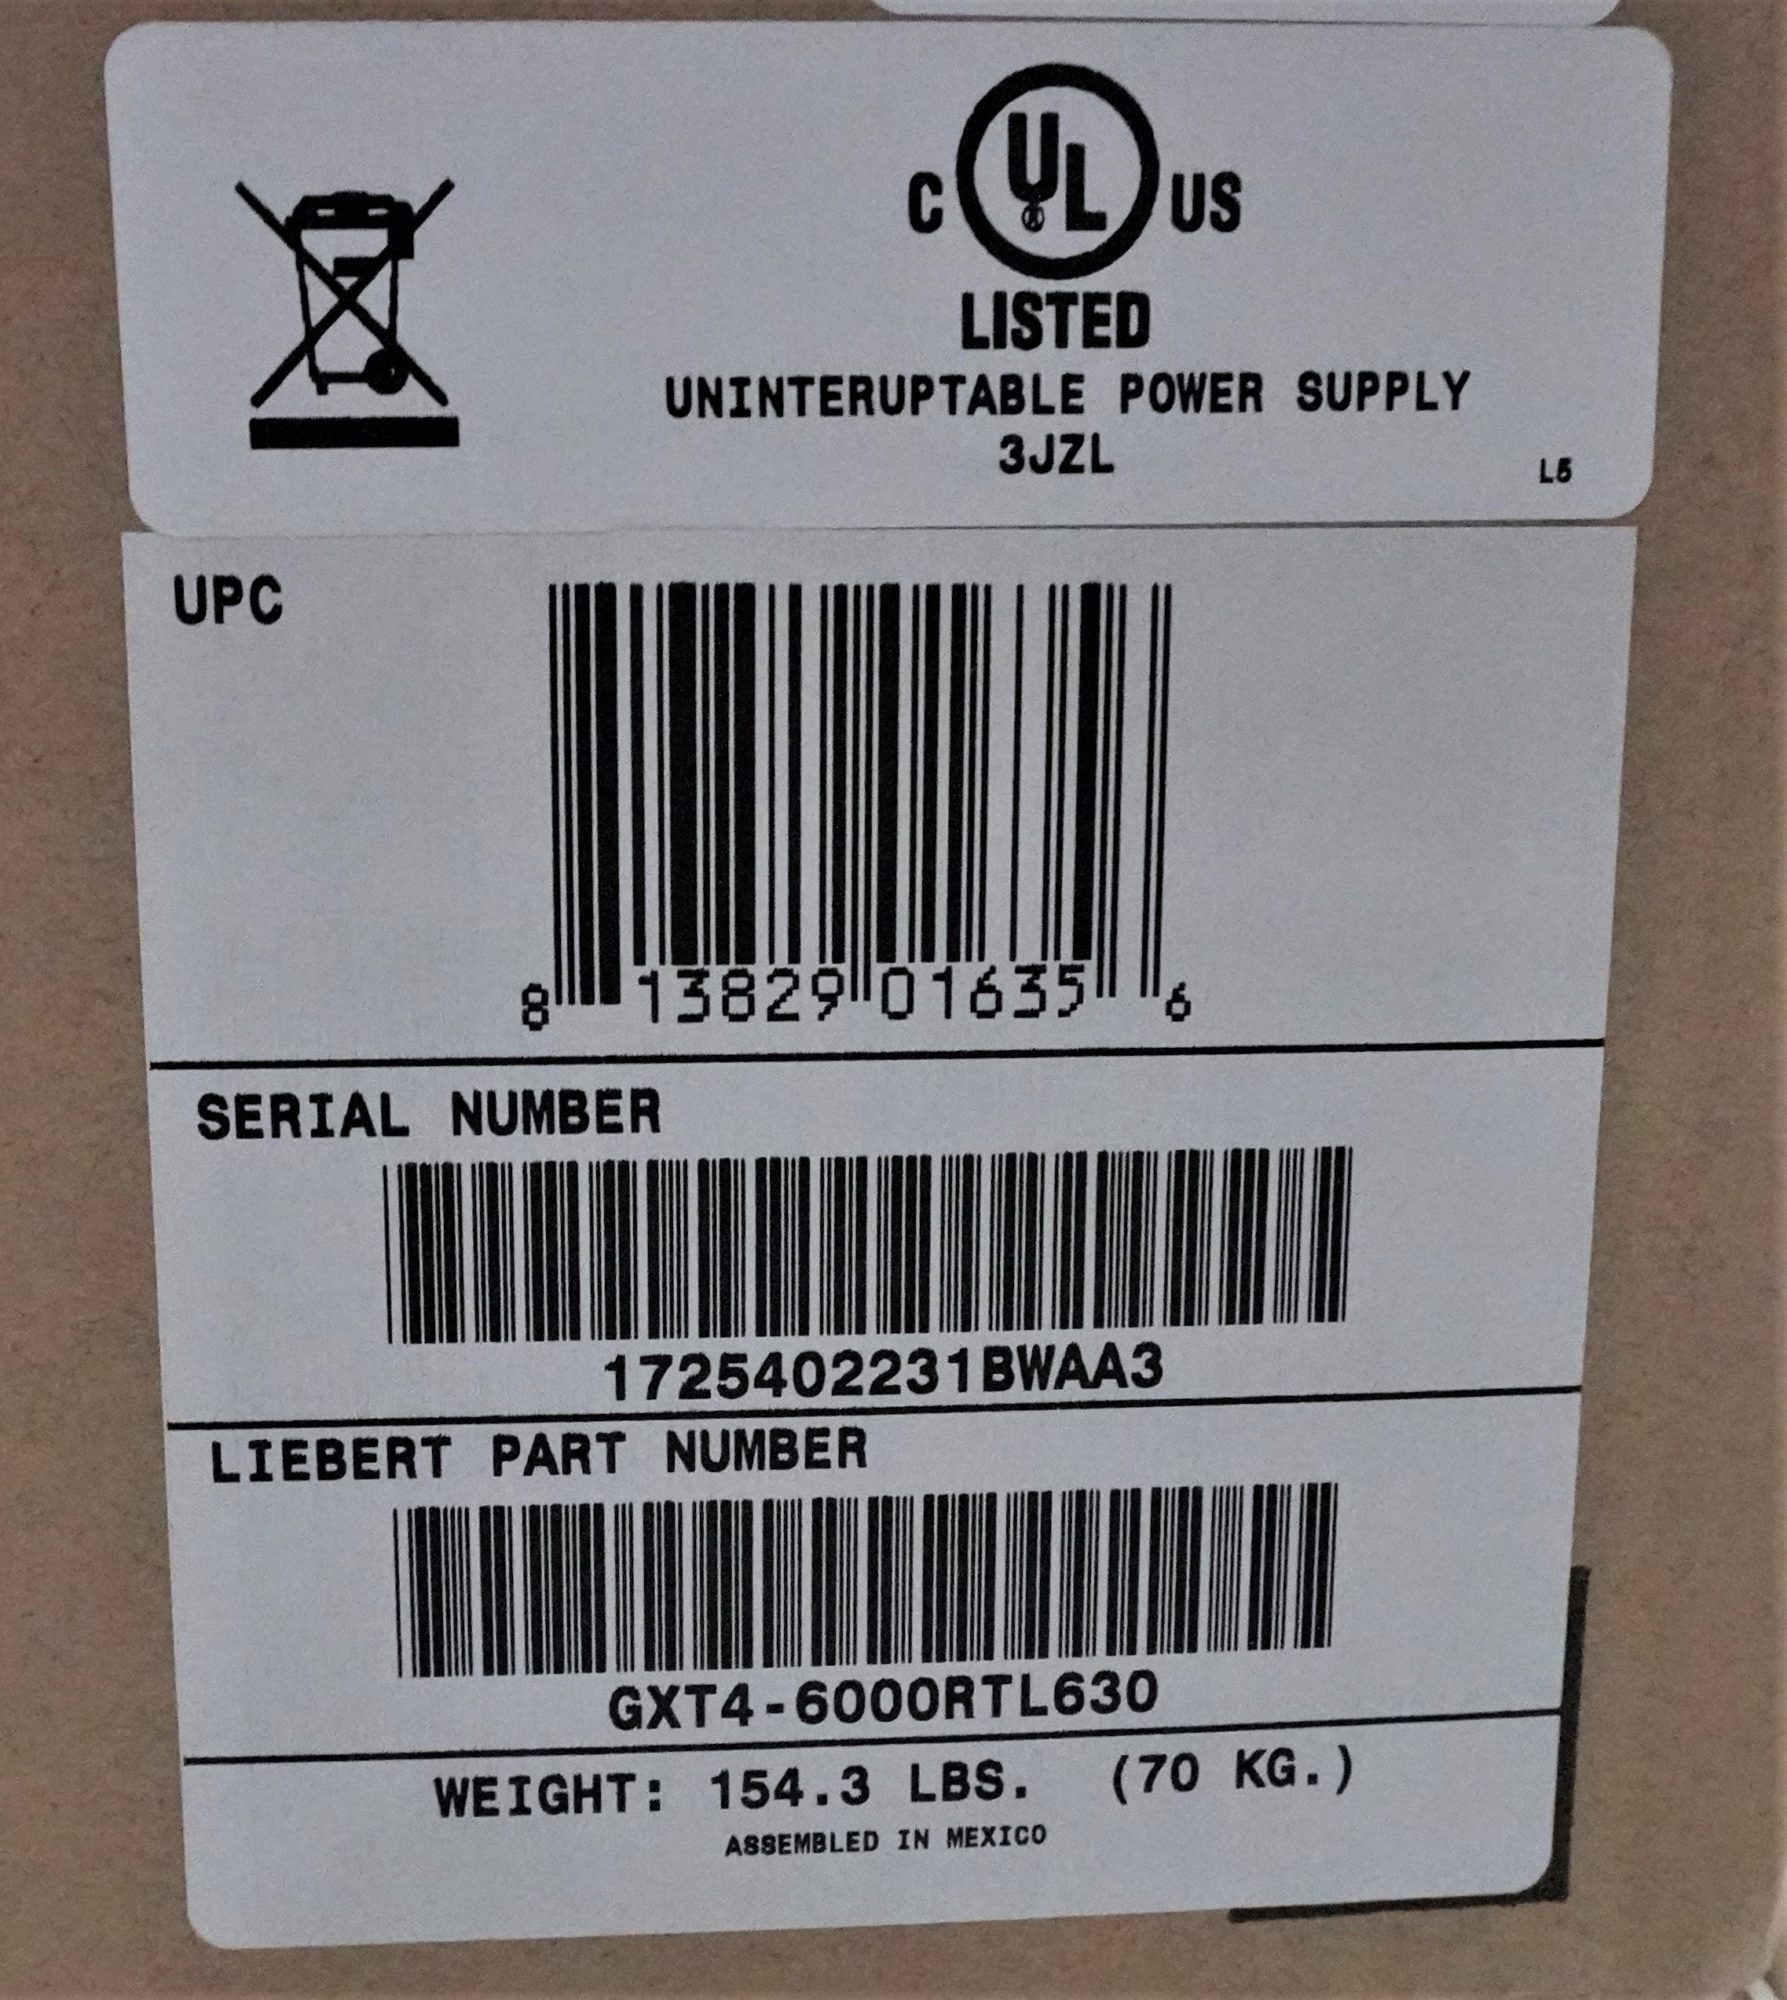 C UL US
LISTED
UNINTERUPTABLE POWER SUPPLY
3JZL
L5
UPC
8 13829 01635 6
SERIAL NUMBER
1725402231BWAA3
LIEBERT PART NUMBER
GXT4-6000RTL630
WEIGHT: 154.3 LBS. (70 KG.)
ASSEMBLED IN MEXICO